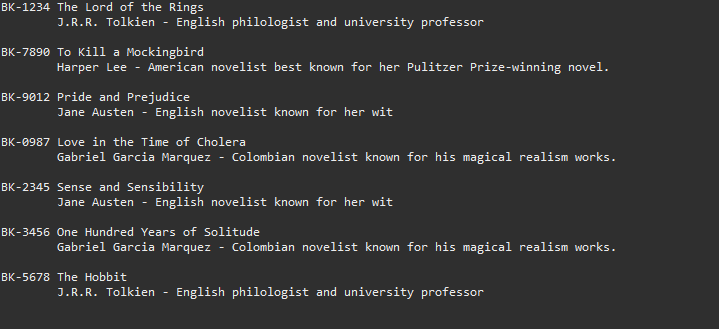 BK-1234 The Lord of the Rings
J.R.R. Tolkien - English philologist and university professor
BK-7890 To Kill a Mockingbird
Harper Lee - American novelist best known for her Pulitzer Prize-winning novel.
BK-9012 Pride and Prejudice
Jane Austen - English novelist known for her wit
BK-0987 Love in the Time of Cholera
Gabriel Garcia Marquez - Colombian novelist known for his magical realism works.
BK-2345 Sense and Sensibility
Jane Austen - English novelist known for her wit
BK-3456 One Hundred Years of Solitude
Gabriel Garcia Marquez - Colombian novelist known for his magical realism works.
BK-5678 The Hobbit
J.R.R. Tolkien - English philologist and university professor